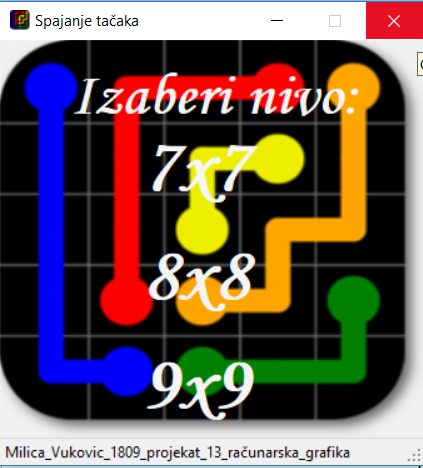 Spajanje tačaka
Izaberi nivo:
7x7
8x8
9x9
Milica_Vukovic_1809_projekat_13_računarska_grafika